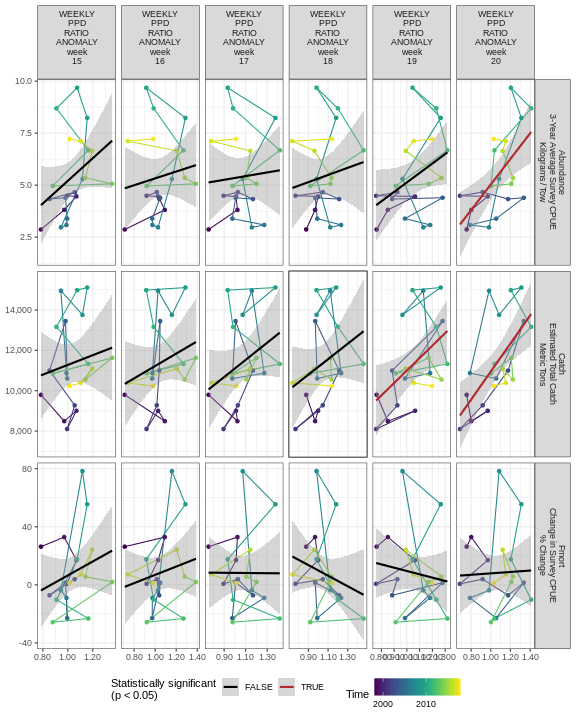 WEEKLY
PPD
RATIO
ANOMALY
week
15
WEEKLY
PPD
RATIO
ANOMALY
week
16
WEEKLY
PPD
RATIO
ANOMALY
week
17
WEEKLY
PPD
RATIO
ANOMALY
week
18
WEEKLY
PPD
RATIO
ANOMALY
week
19
WEEKLY
PPD
RATIO
ANOMALY
week
20
10.0
7.5
5.0
2.5
Abundance
3-Year Average Survey CPUE
Kilograms / Tow
14,000
12,000
10,000
8,000
Catch
Estimated Total Catch
Metric Tons
80
40
0
-40
Fmort
Change in Survey CPUE
% Change
0.80 1.00 1.20
0.80 1.00 1.20 1.40
0.90 1.10 1.30
0.90 1.10 1.30
0.80 1.00 1.20 1.40
Statistically significant
(p < 0.05)
FALSE
TRUE
Time
2000
2010